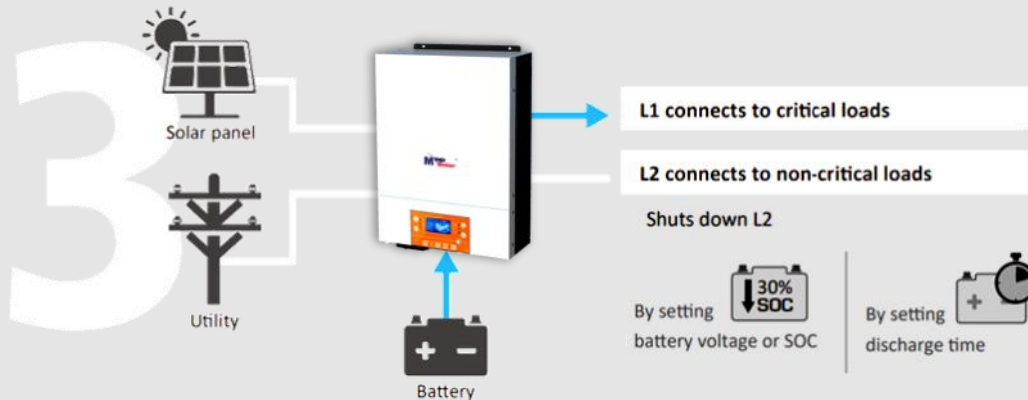 3
Solar panel
Utility
Battery
L1 connects to critical loads
L2 connects to non-critical loads
Shuts down L2
By setting
30%
SOC
battery voltage or SOC
By setting
discharge time